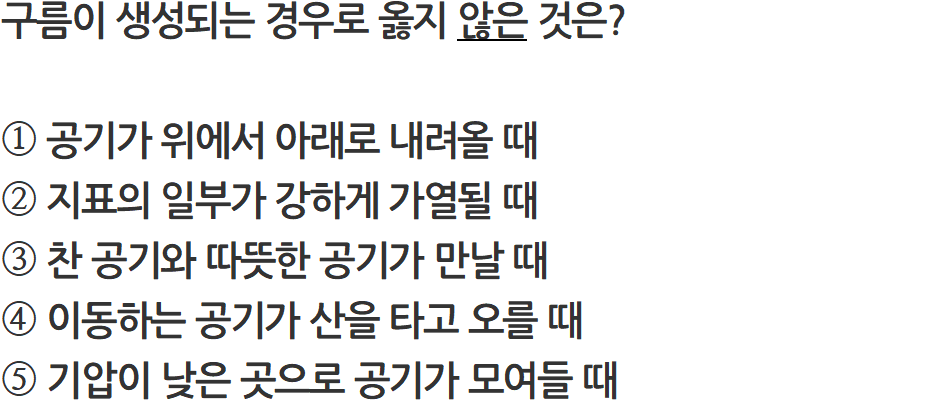 구름이 생성되는 경우로 옳지 않은 것은?
① 공기가 위에서 아래로 내려올 때
② 지표의 일부가 강하게 가열될 때
③ 찬 공기와 따뜻한 공기가 만날 때
④ 이동하는 공기가 산을 타고 오를 때
⑤ 기압이 낮은 곳으로 공기가 모여들 때